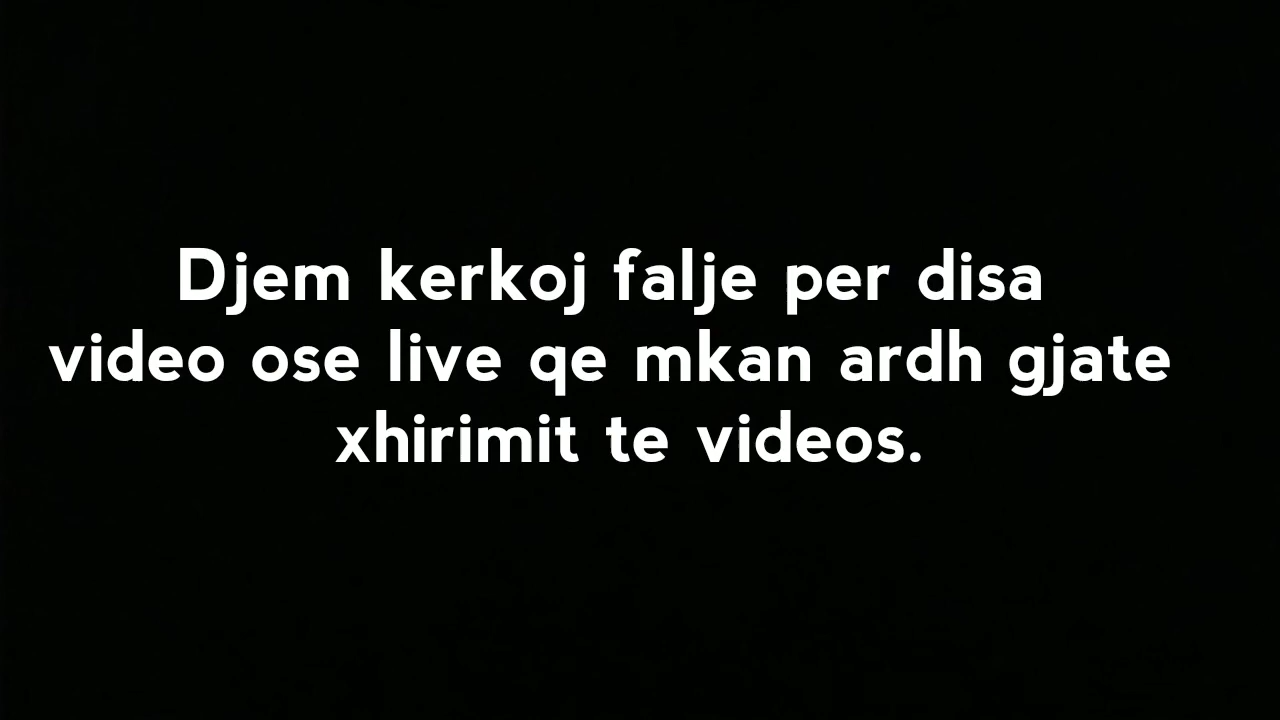 Djem kerkoj falje per disa
video ose live qe mkan ardh gjate
xhirimit te videos.